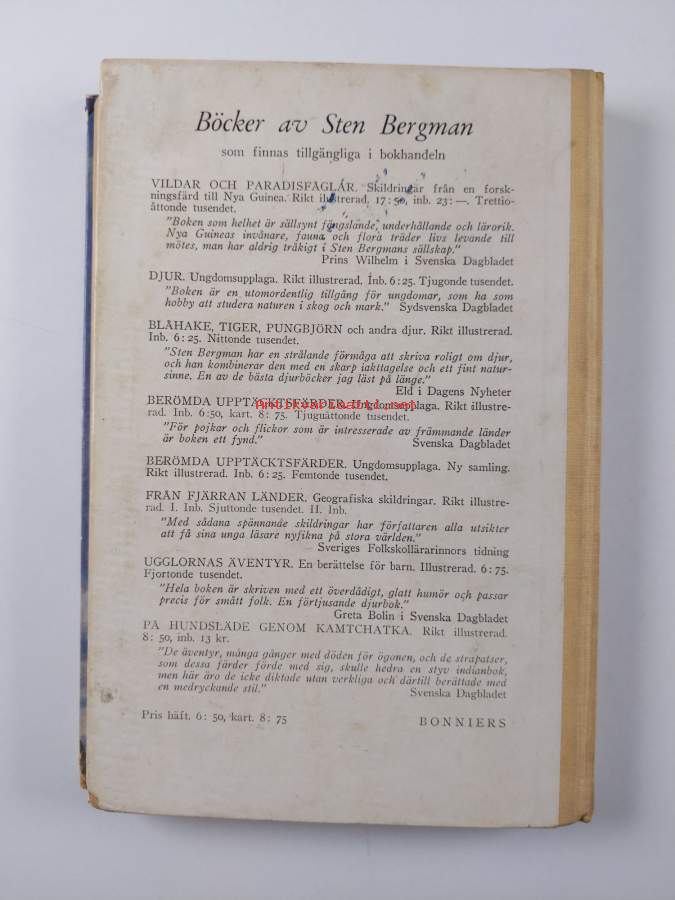 Böcker av Sten Bergman
som finnas tillgängliga i bokhandeln
VILDAR OCH PARADISFÅGLAR. Skildringar från en forsk-
ningsfärd till Nya Guinea. Rikt illustrerad. 17:50, inb. 23:—. Trettio-
åttonde tusendet.
"Boken som helhet är sällsynt fängslande, underhållande och lärorik.
Nya Guineas invånare, fauna och flora träder livs levande till
mötes, man har aldrig tråkigt i Sten Bergmans sällskap."
Prins Wilhelm i Svenska Dagbladet
DJUR. Ungdomsupplaga. Rikt illustrerad. Inb. 6:25. Tjugonde tusendet.
"Boken är en utomordentlig tillgång för ungdomar, som ha som
hobby att studera naturen i skog och mark." Sydsvenska Dagbladet
BLÅHAKE, TIGER, PUNGBJÖRN och andra djur. Rikt illustrerad.
Inb. 6:25. Nittonde tusendet.
"Sten Bergman har en strålande förmåga att skriva roligt om djur,
och han kombinerar den med en skarp iakttagelse och ett fint natur-
sinne. En av de bästa djurböcker jag läst på länge."
Eld i Dagens Nyheter
BERÖMDA UPPTÄCKTSFÄRDER. Ungdomsupplaga. Rikt illustre-
rad. Inb. 6:50, kart. 8:75. Tjugnåttonde tusendet.
"För pojkar och flickor som är intresserade av främmande länder
är boken ett fynd." Svenska Dagbladet
BERÖMDA UPPTÄCKTSFÄRDER. Ungdomsupplaga. Ny samling.
Rikt illustrerad. Inb. 6:25. Femtonde tusendet.
FRÅN FJÄRRAN LÄNDER. Geografiska skildringar. Rikt illustre-
rad. I. Inb. Sjuttonde tusendet. II. Inb.
"Med sådana spännande skildringar har författaren alla utsikter
att få sina unga läsare nyfikna på stora världen."
Sveriges Folkskollärarinnors tidning
UGGLORNAS ÄVENTYR. En berättelse för barn. Illustrerad. 6:75.
Fjortonde tusendet.
"Hela boken är skriven med ett överdådigt, glatt humör och passar
precis för smått folk. En förtjusande djurbok."
Greta Bolin i Svenska Dagbladet
PÅ HUNDSLÄDE GENOM KAMTCHATKA. Rikt illustrerad.
8:50, inb. 13 kr.
"De äventyr, många gånger med döden för ögonen, och de strapatser,
som dessa färder förde med sig, skulle hedra en styv indianbok,
men här äro de icke diktade utan verkliga och därtill berättade med
en medryckande stil." Svenska Dagbladet
Pris häft. 6:50, kart. 8:75 BONNIERS